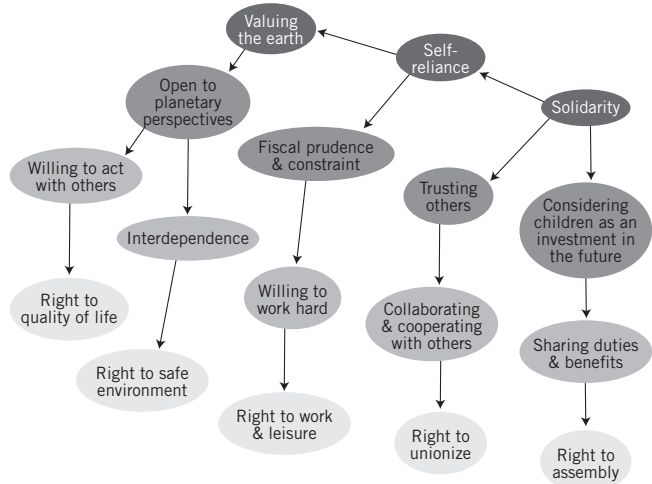 Valuing
the earth
Self-
reliance
Solidarity
Open to
planetary
perspectives
Fiscal prudence
& constraint
Trusting
others
Considering
children as an
investment in
the future
Willing to act
with others
Interdependence
Willing to
work hard
Collaborating
& cooperating
with others
Sharing duties
& benefits
Right to
quality of life
Right to safe
environment
Right to work
& leisure
Right to
unionize
Right to
assembly